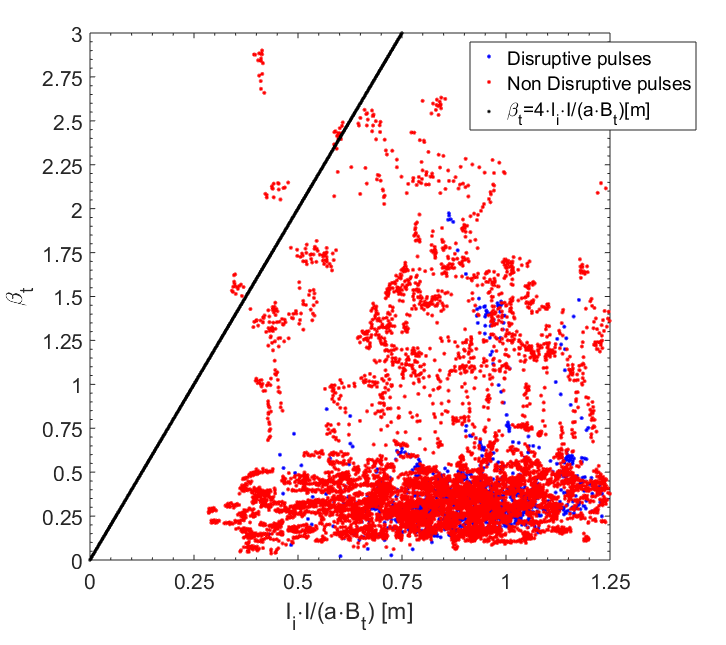 3
2.75
2.5
2.25
2
1.75
1.5
1.25
1
0.75
0.5
0.25
0
β_t
Disruptive pulses
Non Disruptive pulses
β_t=4·l_i·I/(a·B_t)[m]
0 0.25 0.5 0.75 1 1.25
l_i·I/(a·B_t) [m]